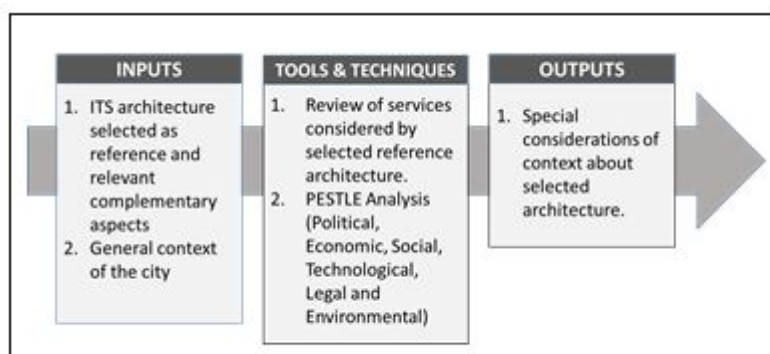 INPUTS
1. ITS architecture
selected as
reference and
relevant
complementary
aspects
2. General context
of the city
TOOLS & TECHNIQUES
1. Review of services
considered by
selected reference
architecture.
2. PESTLE Analysis
(Political,
Economic, Social,
Technological,
Legal and
Environmental)
OUTPUTS
1. Special
considerations of
context about
selected
architecture.